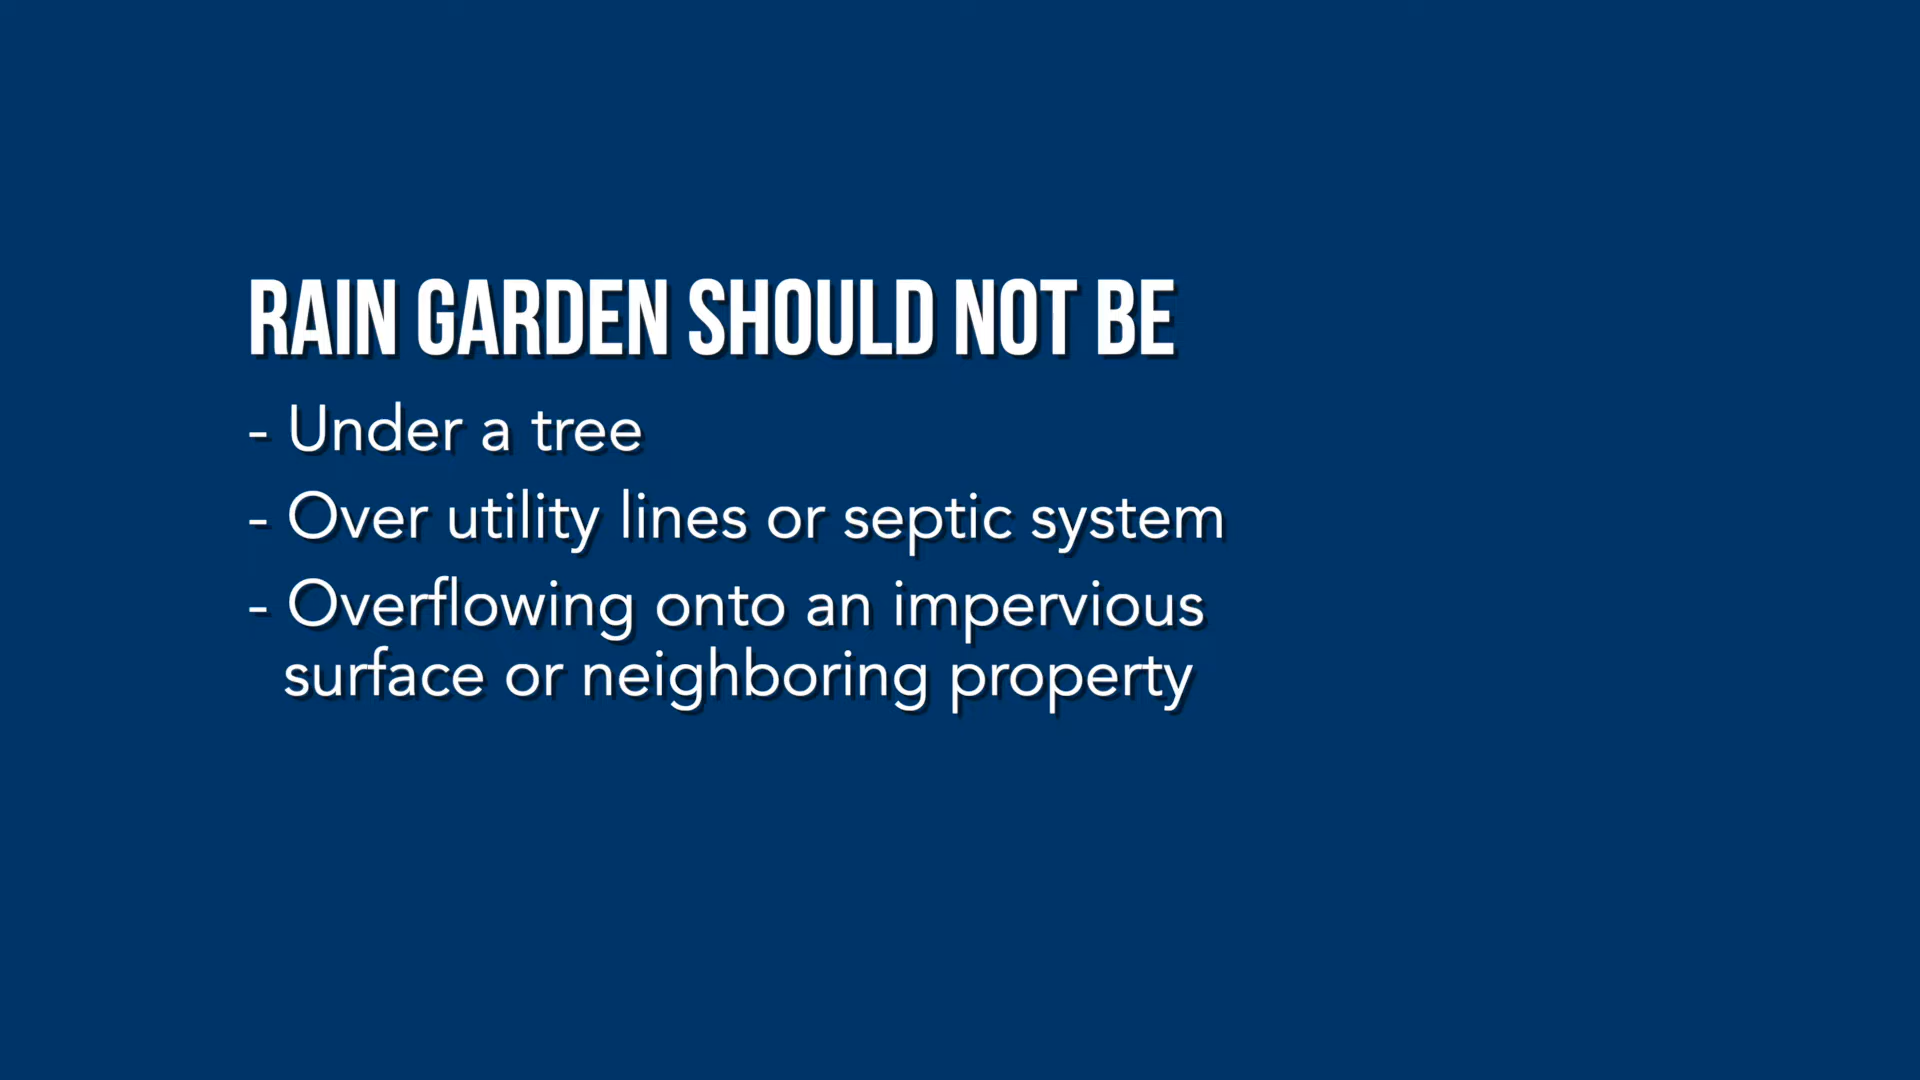 RAIN GARDEN SHOULD NOT BE
- Under a tree
- Over utility lines or septic system
- Overflowing onto an impervious
surface or neighboring property